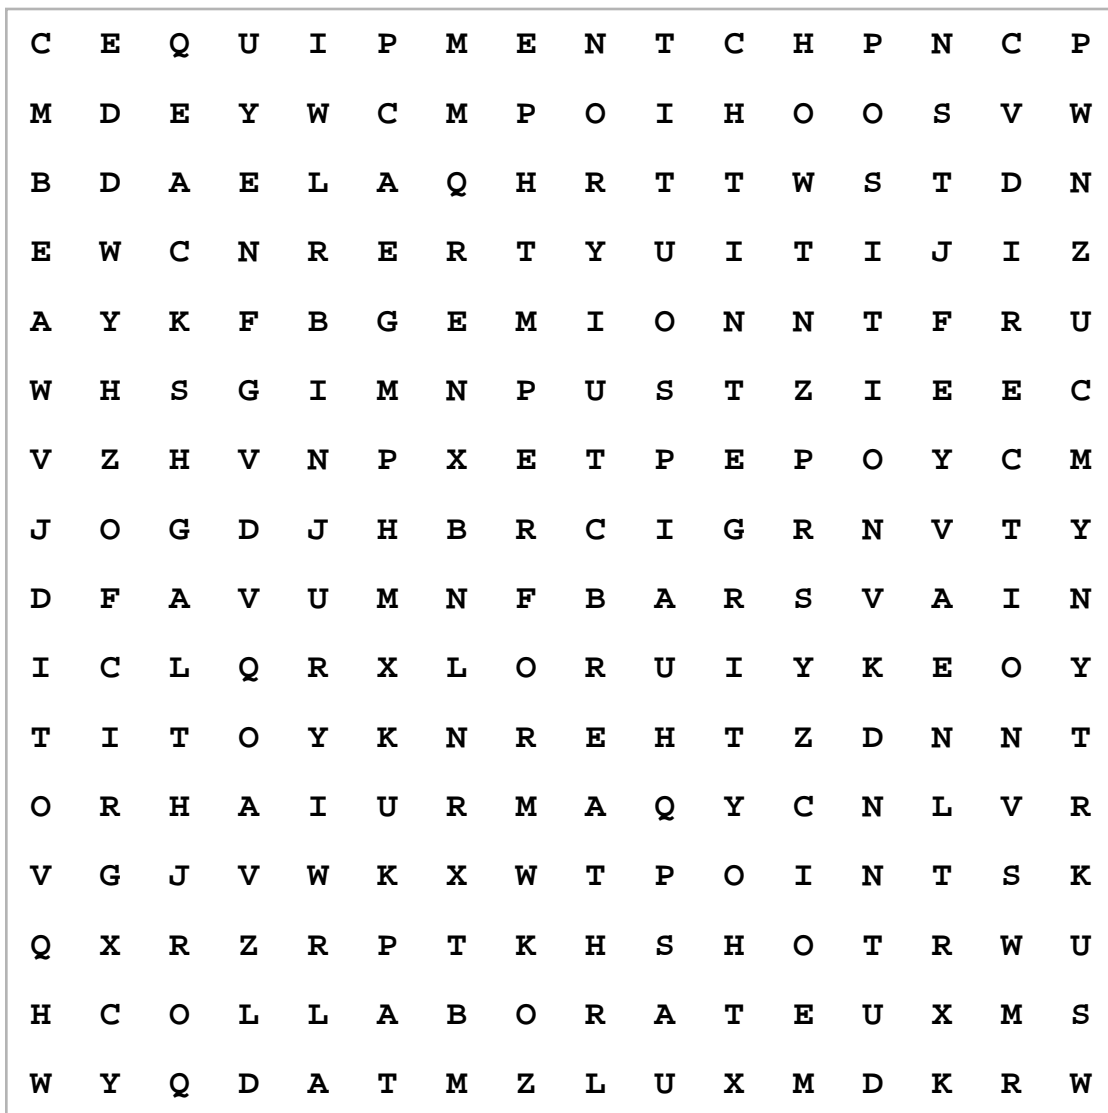 C E Q U I P M E N T C H P N C P
M D E Y W C M P O I H O O S V W
B D A E L A Q H R T T W S T D N
E W C N R E R T Y U I T I J I Z
A Y K F B G E M I O N N T F R U
W H S G I M N P U S T Z I E E C
V Z H V N P X E T P E P O Y C M
J O G D J H B R C I G R N V T Y
D F A V U M N F B A R S V A I N
I C L Q R X L O R U I Y K E O Y
T I T O Y K N R E H T Z D N N T
O R H A I U R M A Q Y C N L V R
V G J V W K X W T P O I N T S K
Q X R Z R P T K H S H O T R W U
H C O L L A B O R A T E U X M S
W Y Q D A T M Z L U X M D K R W